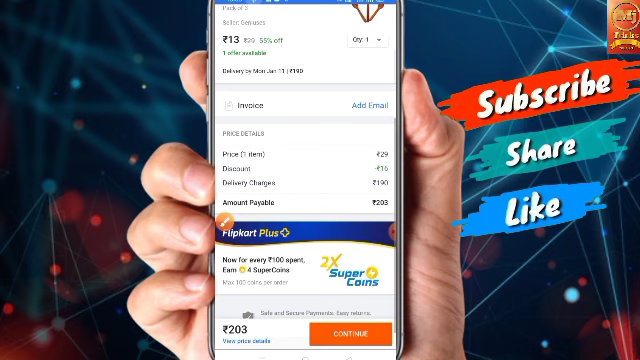 Pack of 3
Seller: Geniuses
₹13 ₹29 55% off
Qty: 1
1 offer available
Delivery by Mon Jan 11 | ₹190
Invoice
Add Email
PRICE DETAILS
Price (1 item) ₹29
Discount -₹16
Delivery Charges ₹190
Amount Payable ₹203
Flipkart Plus
Now for every ₹100 spent,
Earn 4 SuperCoins
Max 100 coins per order
2X
Super
Coins
Safe and Secure Payments. Easy returns.
₹203
View price details
CONTINUE
Subscribe
Share
Like